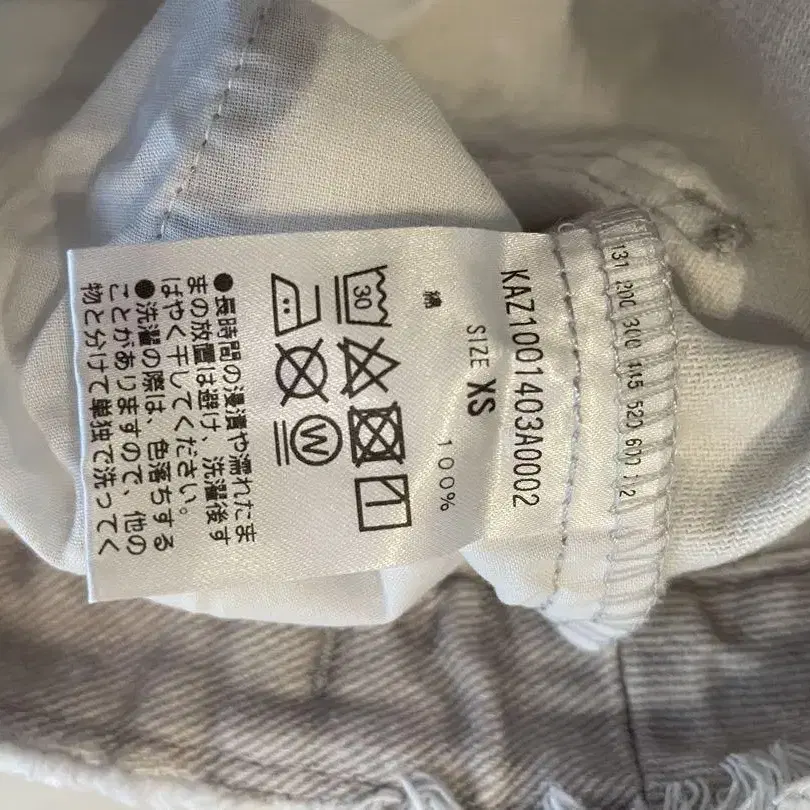 KAZ1001403A0002
SIZE XS
綿 100%
30
W
●長時間の浸漬や濡れたま
まの放置は避け、洗濯後す
はやく干してください。
●洗濯の際は、色落ちする
ことがありますので、他の
物と分けて単独で洗ってく